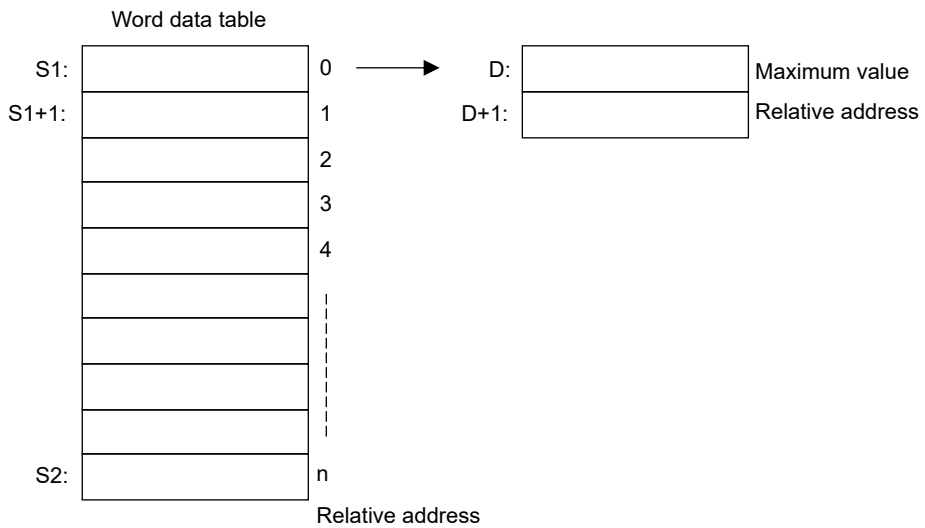 Word data table
S1: 0 D: Maximum value
S1+1: 1 D+1: Relative address
2
3
4
S2: n
Relative address